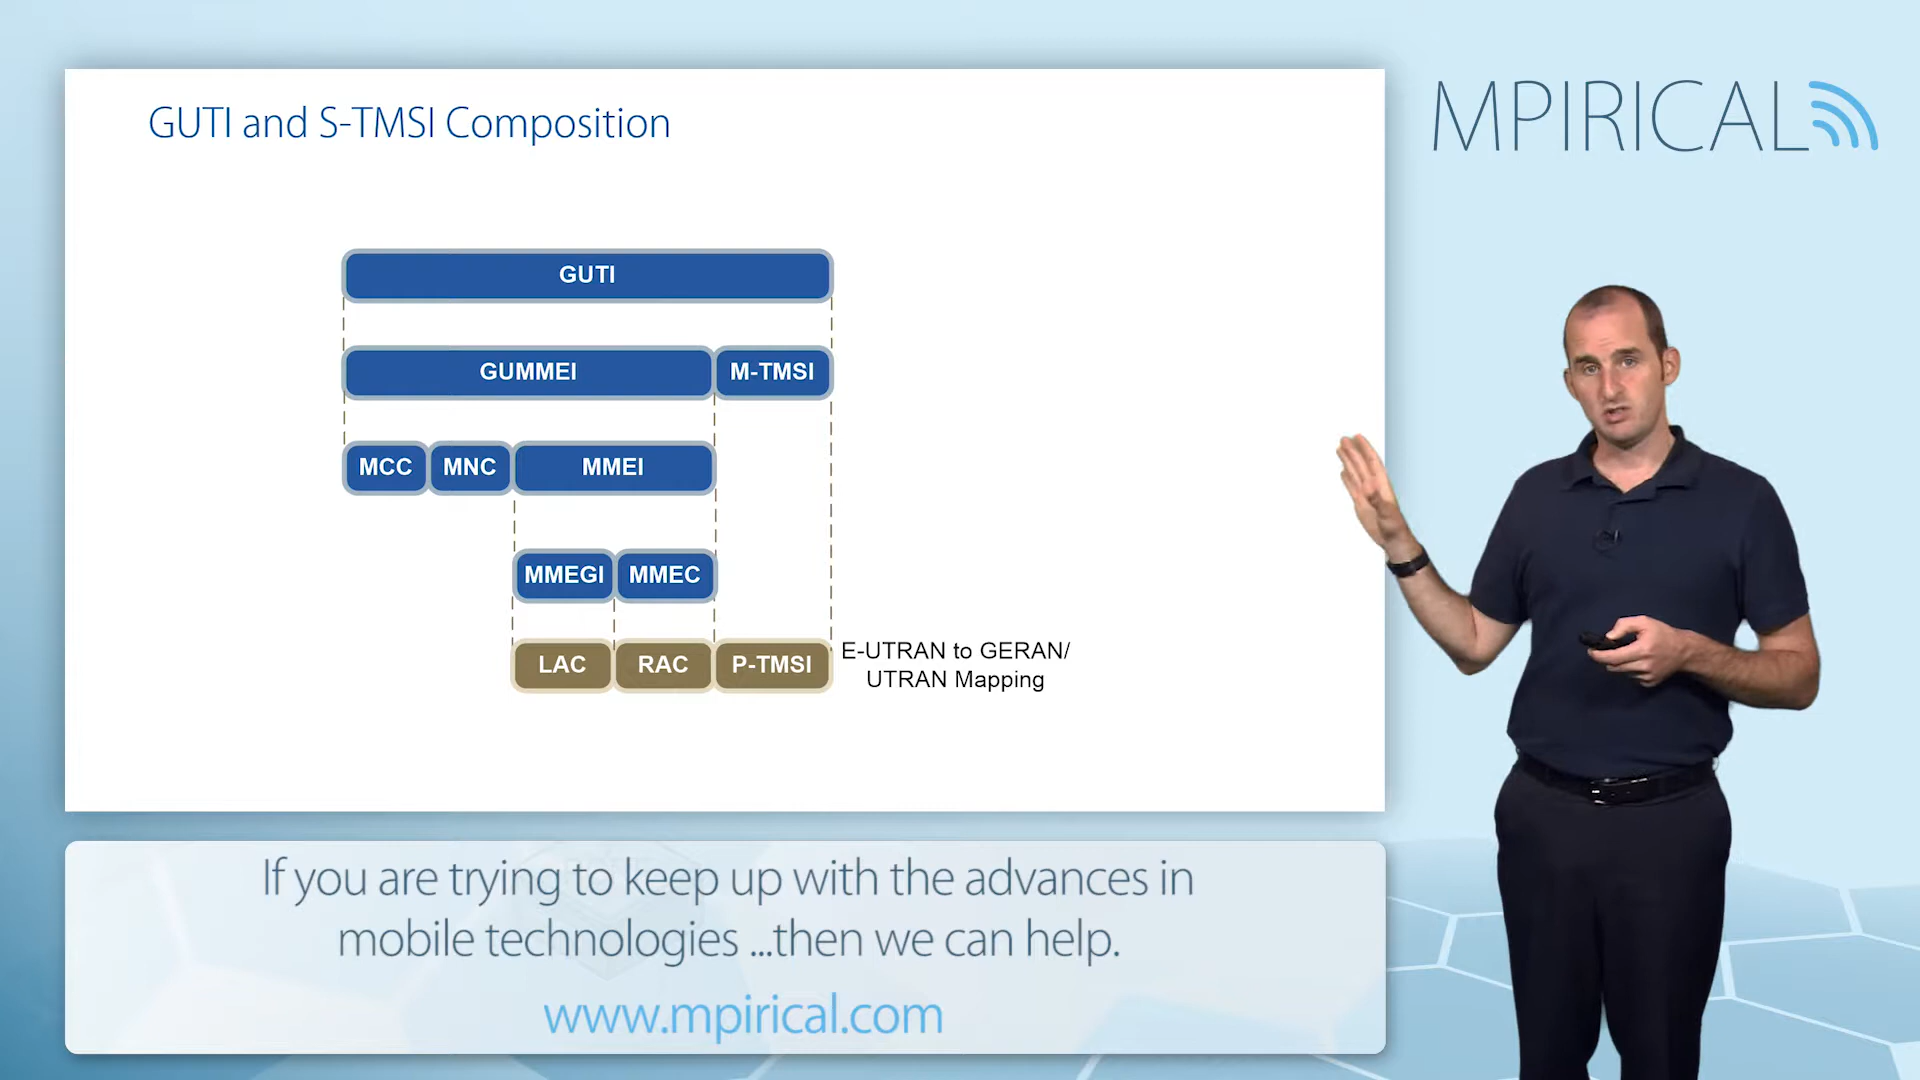 GUTI and S-TMSI Composition
MPIRICAL
GUTI
GUMMEI M-TMSI
MCC MNC MMEI
MMEGI MMEC
LAC RAC P-TMSI
E-UTRAN to GERAN/
UTRAN Mapping
If you are trying to keep up with the advances in
mobile technologies ...then we can help.
www.mpirical.com